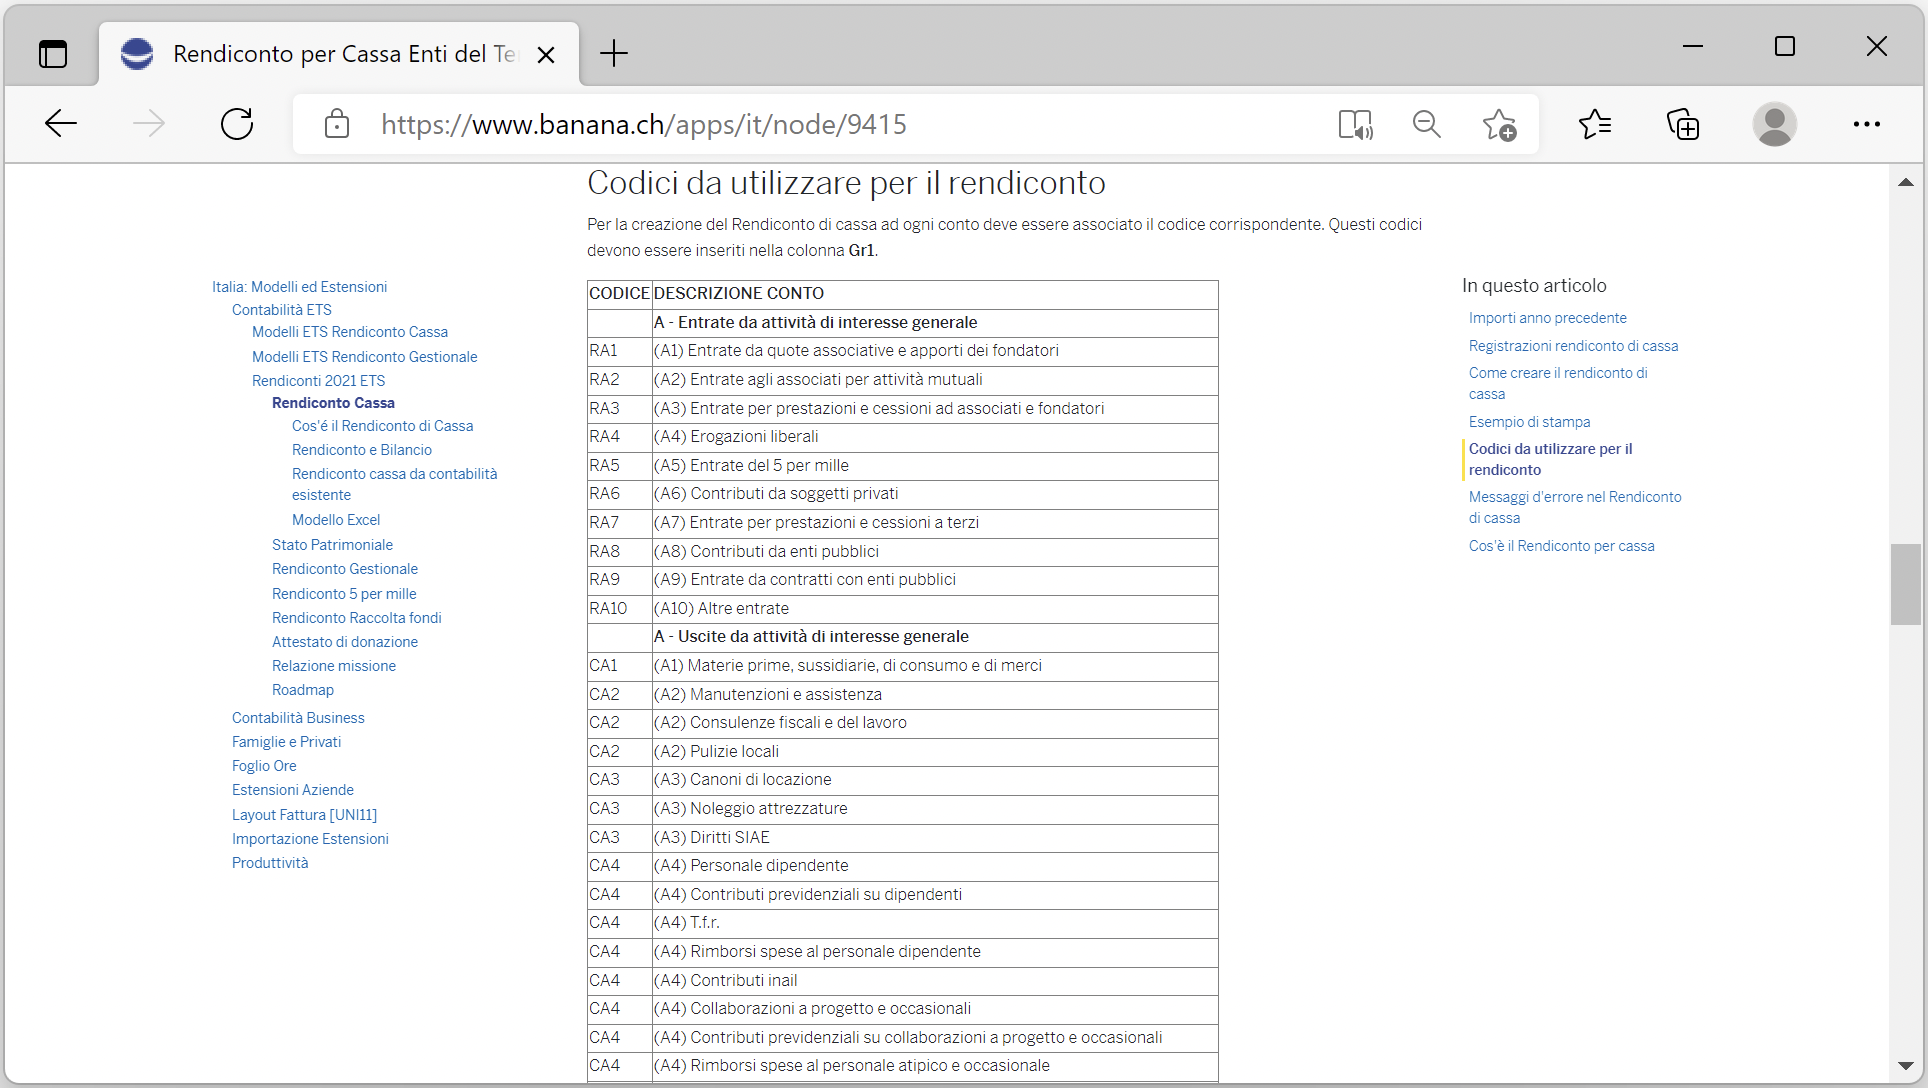 Rendiconto per Cassa Enti del Te
https://www.banana.ch/apps/it/node/9415
Codici da utilizzare per il rendiconto
Per la creazione del Rendiconto di cassa ad ogni conto deve essere associato il codice corrispondente. Questi codici
devono essere inseriti nella colonna Gr1.
Italia: Modelli ed Estensioni
Contabilità ETS
Modelli ETS Rendiconto Cassa
Modelli ETS Rendiconto Gestionale
Rendiconti 2021 ETS
Rendiconto Cassa
Cos'é il Rendiconto di Cassa
Rendiconto e Bilancio
Rendiconto cassa da contabilità
esistente
Modello Excel
Stato Patrimoniale
Rendiconto Gestionale
Rendiconto 5 per mille
Rendiconto Raccolta fondi
Attestato di donazione
Relazione missione
Roadmap
Contabilità Business
Famiglie e Privati
Foglio Ore
Estensioni Aziende
Layout Fattura [UNI11]
Importazione Estensioni
Produttività
CODICE DESCRIZIONE CONTO
A - Entrate da attività di interesse generale
RA1 (A1) Entrate da quote associative e apporti dei fondatori
RA2 (A2) Entrate agli associati per attività mutuali
RA3 (A3) Entrate per prestazioni e cessioni ad associati e fondatori
RA4 (A4) Erogazioni liberali
RA5 (A5) Entrate del 5 per mille
RA6 (A6) Contributi da soggetti privati
RA7 (A7) Entrate per prestazioni e cessioni a terzi
RA8 (A8) Contributi da enti pubblici
RA9 (A9) Entrate da contratti con enti pubblici
RA10 (A10) Altre entrate
A - Uscite da attività di interesse generale
CA1 (A1) Materie prime, sussidiarie, di consumo e di merci
CA2 (A2) Manutenzioni e assistenza
CA2 (A2) Consulenze fiscali e del lavoro
CA2 (A2) Pulizie locali
CA3 (A3) Canoni di locazione
CA3 (A3) Noleggio attrezzature
CA3 (A3) Diritti SIAE
CA4 (A4) Personale dipendente
CA4 (A4) Contributi previdenziali su dipendenti
CA4 (A4) T.f.r.
CA4 (A4) Rimborsi spese al personale dipendente
CA4 (A4) Contributi inail
CA4 (A4) Collaborazioni a progetto e occasionali
CA4 (A4) Contributi previdenziali su collaborazioni a progetto e occasionali
CA4 (A4) Rimborsi spese al personale atipico e occasionale
In questo articolo
Importi anno precedente
Registrazioni rendiconto di cassa
Come creare il rendiconto di
cassa
Esempio di stampa
Codici da utilizzare per il
rendiconto
Messaggi d'errore nel Rendiconto
di cassa
Cos'è il Rendiconto per cassa